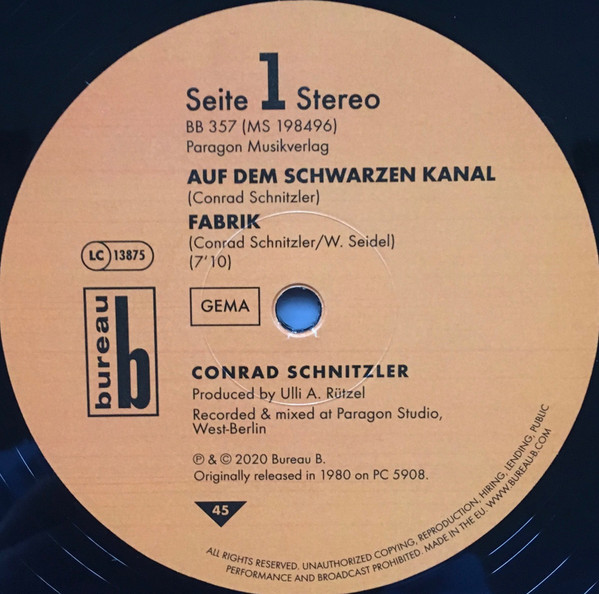 Seite 1 Stereo
BB 357 (MS 198496)
Paragon Musikverlag
AUF DEM SCHWARZEN KANAL
(Conrad Schnitzler)
FABRIK
(Conrad Schnitzler/W. Seidel)
(7'10)
LC 13875
GEMA
bureau b
CONRAD SCHNITZLER
Produced by Ulli A. Rützel
Recorded & mixed at Paragon Studio,
West-Berlin
℗ & © 2020 Bureau B.
Originally released in 1980 on PC 5908.
45
ALL RIGHTS RESERVED. UNAUTHORIZED COPYING, REPRODUCTION, HIRING, LENDING, PUBLIC
PERFORMANCE AND BROADCAST PROHIBITED. MADE IN THE EU. WWW.BUREAU-B.COM